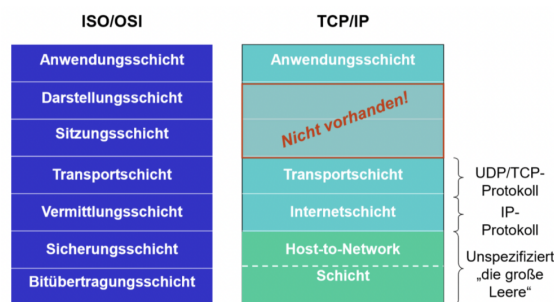 ISO/OSI
Anwendungsschicht
Darstellungsschicht
Sitzungsschicht
Transportschicht
Vermittlungsschicht
Sicherungsschicht
Bitübertragungsschicht
TCP/IP
Anwendungsschicht
Nicht vorhanden!
Transportschicht
Internetschicht
Host-to-Network
Schicht
UDP/TCP-
Protokoll
IP-
Protokoll
Unspezifiziert
„die große
Leere“